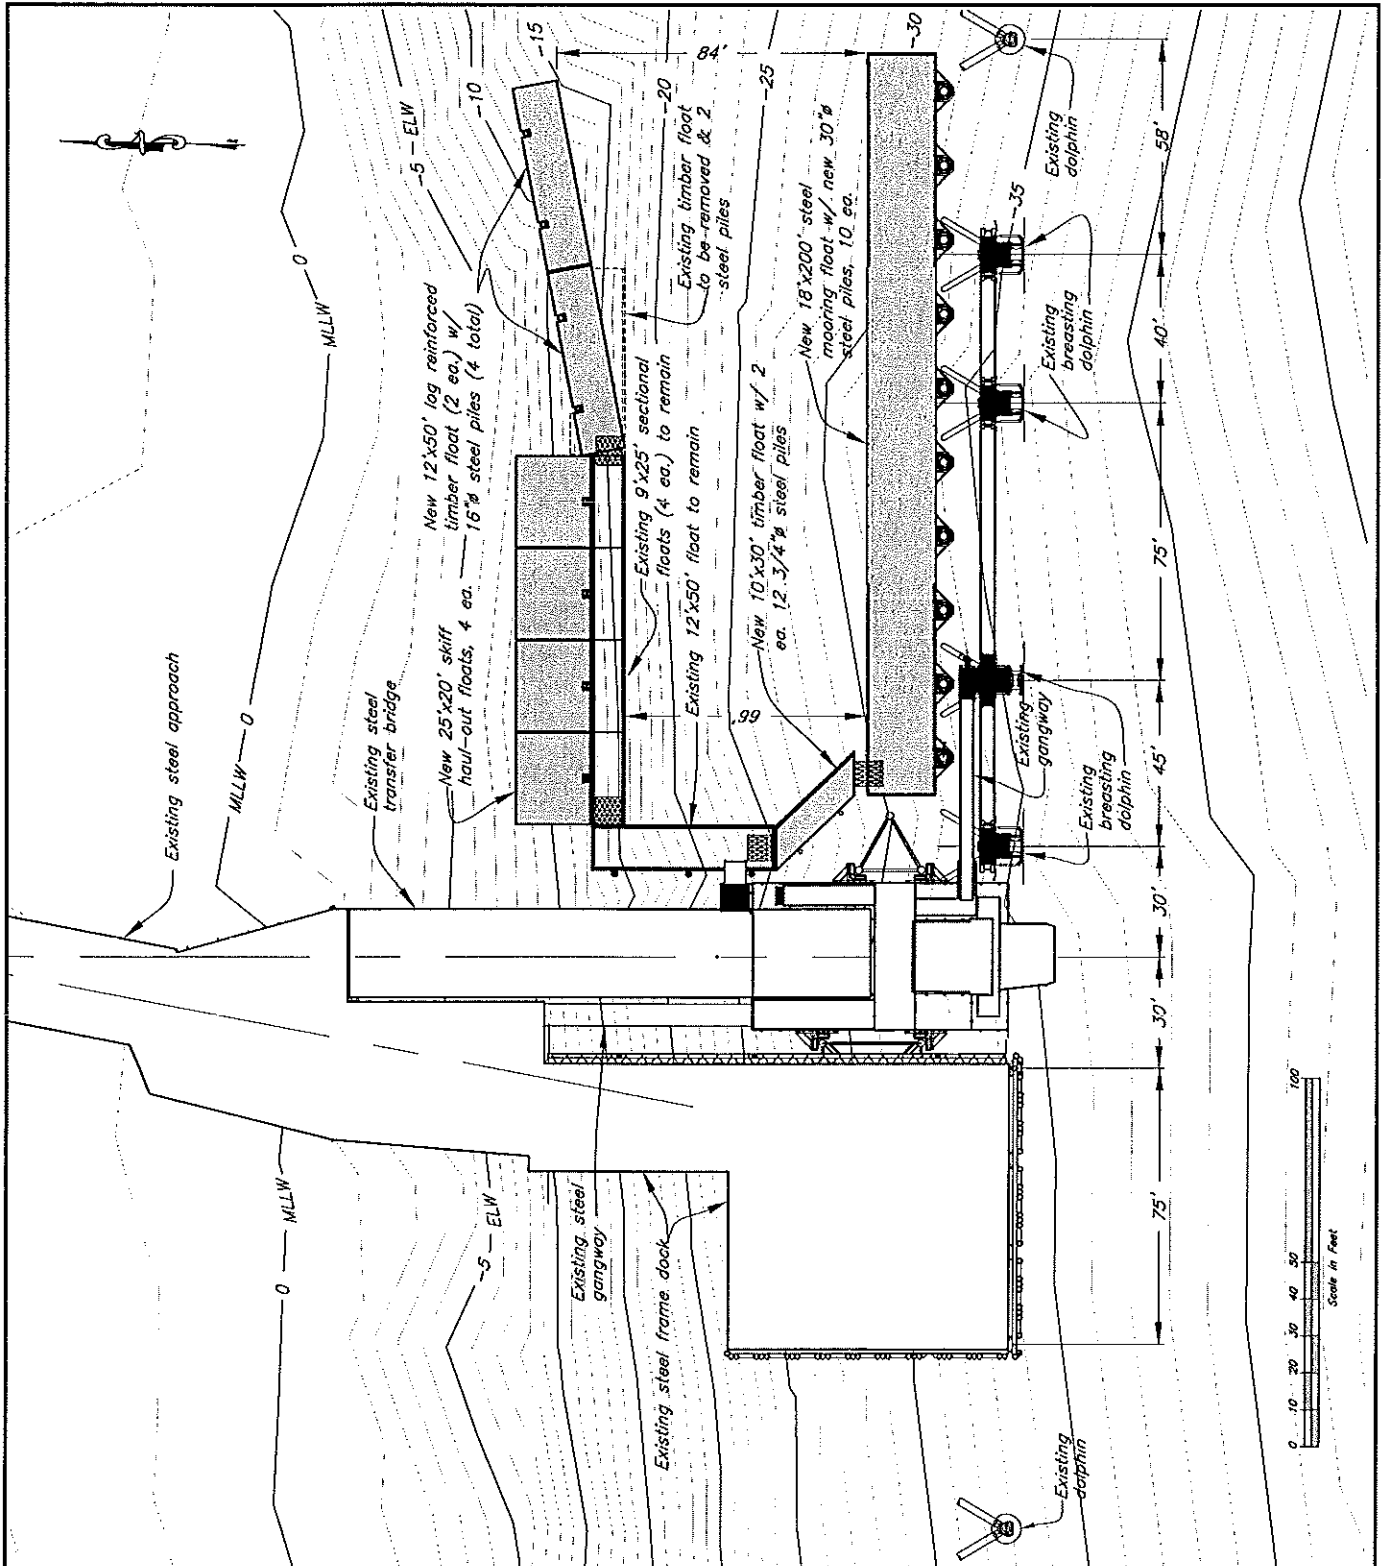 Existing steel approach
MLLW
0
MLLW
0
Existing steel
transfer bridge
New 25'x20' skiff
haul-out floats, 4 ea.
New 12'x50' log reinforced
timber float (2 ea.) w/
16"ø steel piles (4 total)
-5
ELW
-10
-15
-20
-25
-30
-35
84'
66'
Existing 9'x25' sectional
floats (4 ea.) to remain
Existing 12'x50' float to remain
Existing timber float
to be removed & 2
steel piles
New 10'x30' timber float w/ 2
ea. 12 3/4"ø steel piles
New 18'x200' steel
mooring float w/ new 30"ø
steel piles, 10 ea.
Existing
dolphin
Existing
breasting
dolphin
Existing
gangway
Existing
breasting
dolphin
0
MLLW
-5
ELW
Existing steel
gangway
Existing steel frame dock
Existing
dolphin
75'
30'
30'
45'
75'
40'
58'
0
10
20
30
40
50
100
Scale in Feet